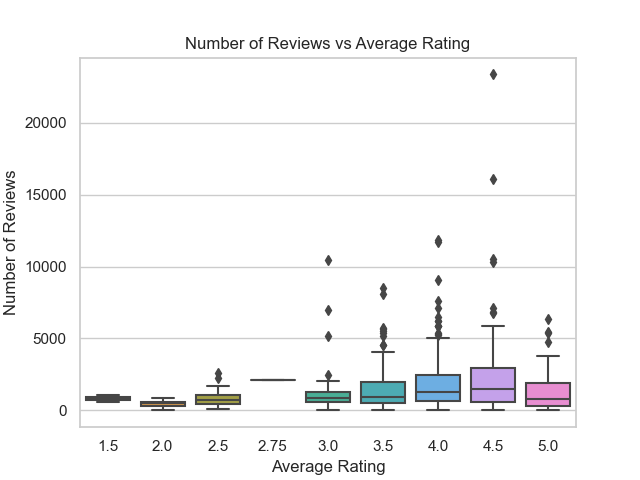 Number of Reviews vs Average Rating
Number of Reviews
20000
15000
10000
5000
0
1.5 2.0 2.5 2.75 3.0 3.5 4.0 4.5 5.0
Average Rating